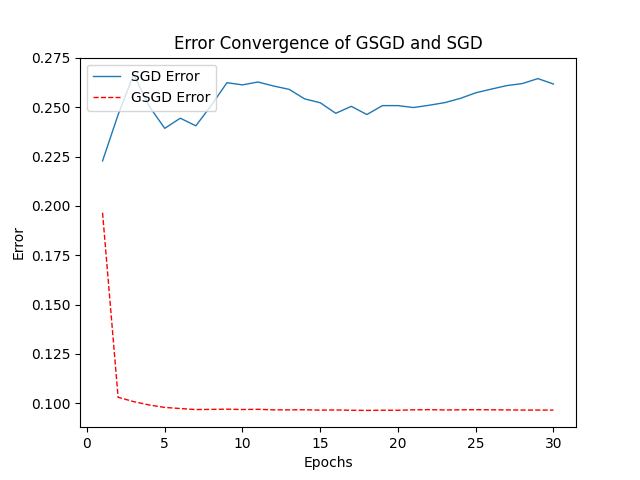 Error Convergence of GSGD and SGD
SGD Error
GSGD Error
0.275
0.250
0.225
0.200
0.175
0.150
0.125
0.100
Error
0 5 10 15 20 25 30
Epochs